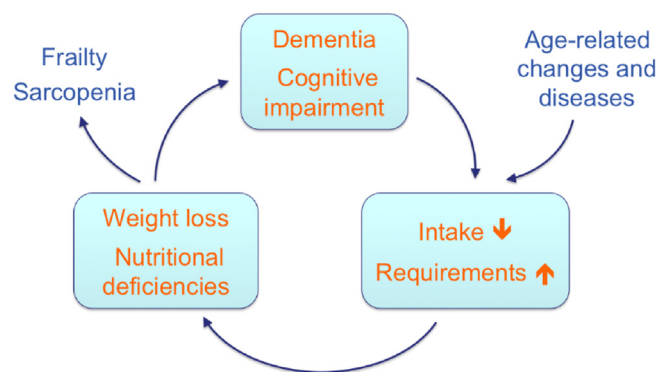 Frailty
Sarcopenia
Dementia
Cognitive
impairment
Age-related
changes and
diseases
Weight loss
Nutritional
deficiencies
Intake ↓
Requirements ↑